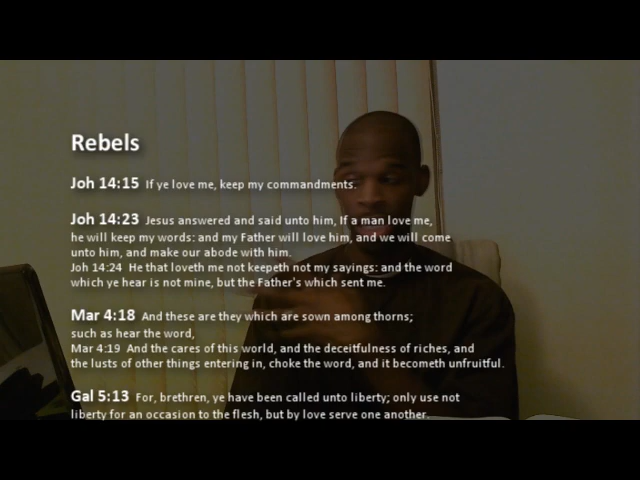 Rebels
Joh 14:15 If ye love me, keep my commandments.
Joh 14:23 Jesus answered and said unto him, If a man love me,
he will keep my words: and my Father will love him, and we will come
unto him, and make our abode with him.
Joh 14:24 He that loveth me not keepeth not my sayings: and the word
which ye hear is not mine, but the Father's which sent me.
Mar 4:18 And these are they which are sown among thorns;
such as hear the word,
Mar 4:19 And the cares of this world, and the deceitfulness of riches, and
the lusts of other things entering in, choke the word, and it becometh unfruitful.
Gal 5:13 For, brethren, ye have been called unto liberty; only use not
liberty for an occasion to the flesh, but by love serve one another.